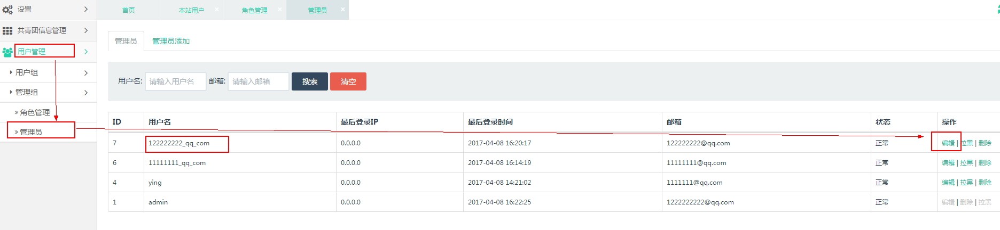 设置
共青团信息管理
用户管理
用户组
管理组
» 角色管理
» 管理员
首页 本站用户 × 角色管理 × 管理员 ×
管理员 管理员添加
用户名: 请输入用户名 邮箱: 请输入邮箱 搜索 清空
ID 用户名 最后登录IP 最后登录时间 邮箱 状态 操作
7 122222222_qq_com 0.0.0.0 2017-04-08 16:20:17 122222222@qq.com 正常 编辑 | 拉黑 | 删除
6 11111111_qq_com 0.0.0.0 2017-04-08 16:14:19 11111111@qq.com 正常 编辑 | 拉黑 | 删除
4 ying 0.0.0.0 2017-04-08 14:21:02 1111111@qq.com 正常 编辑 | 拉黑 | 删除
1 admin 0.0.0.0 2017-04-08 16:22:25 1222222222@qq.com 正常 编辑 | 删除 | 拉黑